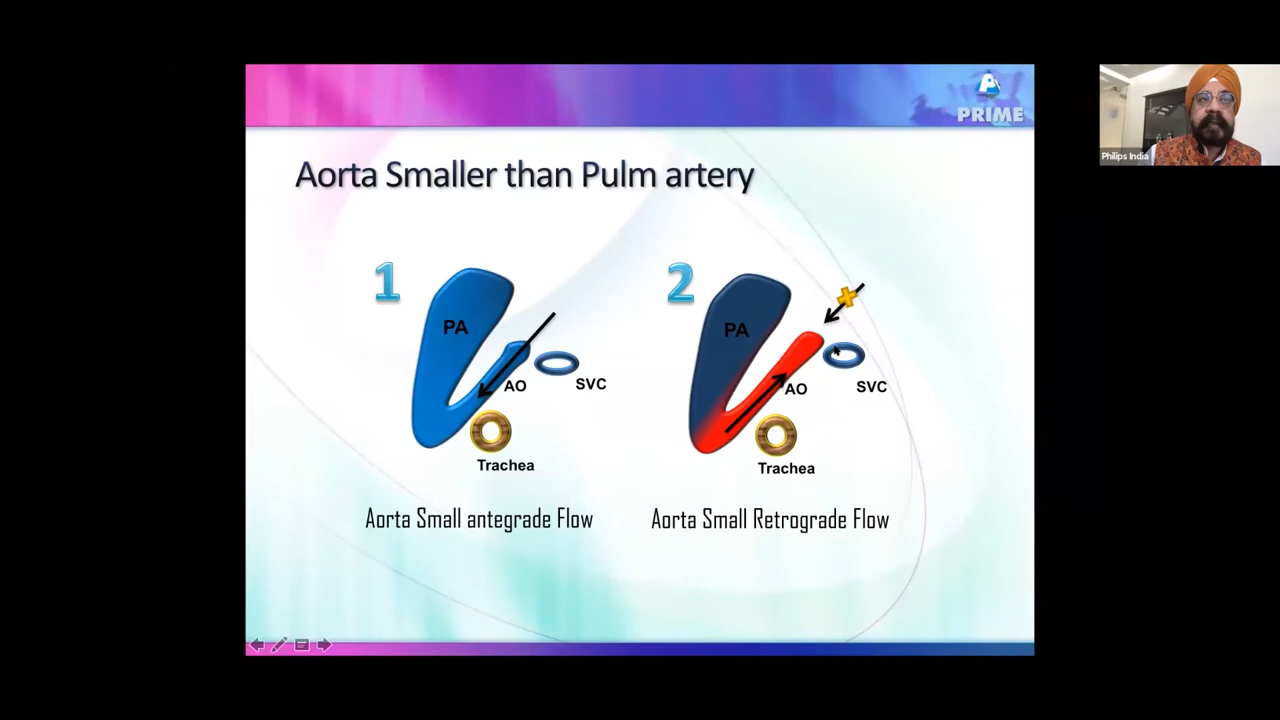 PRIME
Philips India
Aorta Smaller than Pulm artery
1
PA
AO
SVC
Trachea
Aorta Small antegrade Flow
2
PA
AO
SVC
Trachea
Aorta Small Retrograde Flow